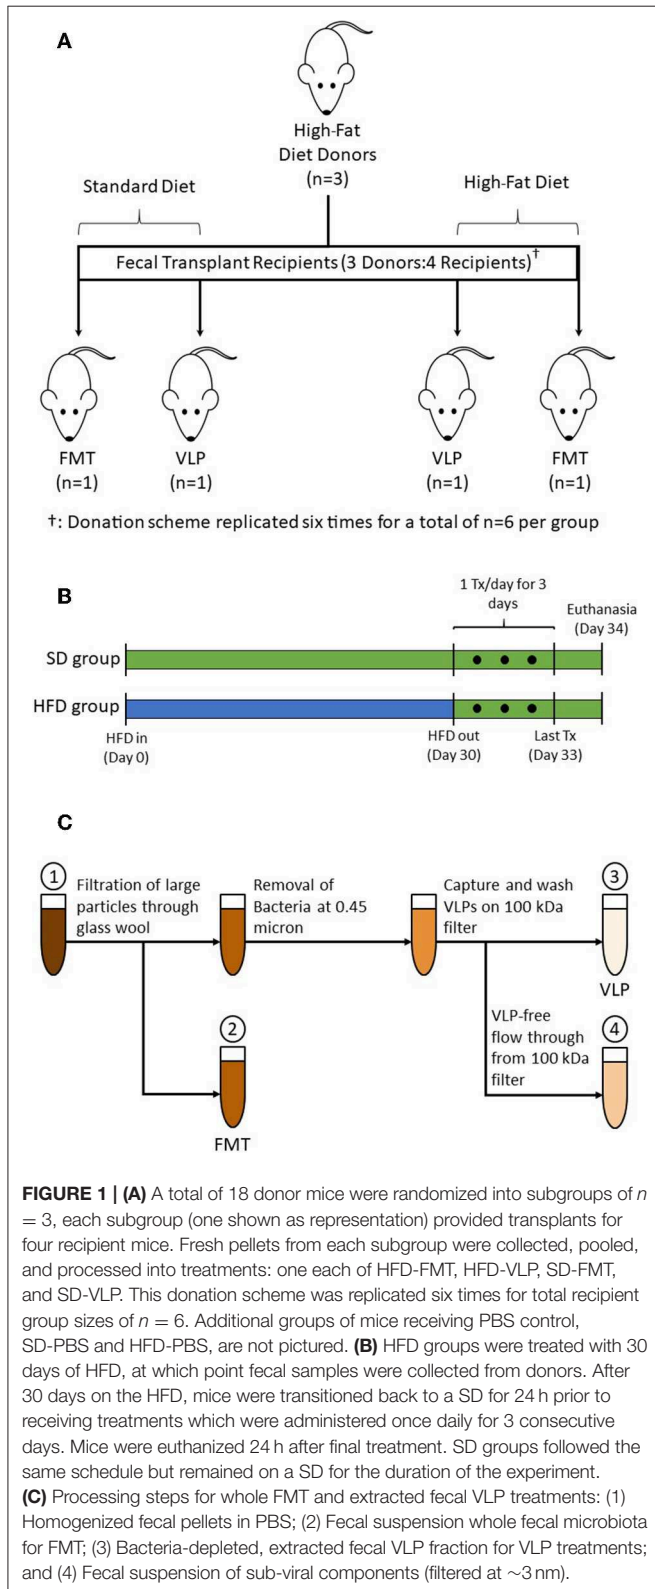 A
High-Fat
Diet Donors
(n=3)
Standard Diet
High-Fat Diet
Fecal Transplant Recipients (3 Donors:4 Recipients)†
FMT
(n=1)
VLP
(n=1)
VLP
(n=1)
FMT
(n=1)
†: Donation scheme replicated six times for a total of n=6 per group
B
1 Tx/day for 3
days
Euthanasia
(Day 34)
SD group
HFD group
HFD in
(Day 0)
HFD out
(Day 30)
Last Tx
(Day 33)
C
1
Filtration of large
particles through
glass wool
Removal of
Bacteria at 0.45
micron
Capture and wash
VLPs on 100 kDa
filter
3
VLP
2
FMT
VLP-free
flow through
from 100 kDa
filter
4
FIGURE 1 | (A) A total of 18 donor mice were randomized into subgroups of n
= 3, each subgroup (one shown as representation) provided transplants for
four recipient mice. Fresh pellets from each subgroup were collected, pooled,
and processed into treatments: one each of HFD-FMT, HFD-VLP, SD-FMT,
and SD-VLP. This donation scheme was replicated six times for total recipient
group sizes of n = 6. Additional groups of mice receiving PBS control,
SD-PBS and HFD-PBS, are not pictured. (B) HFD groups were treated with 30
days of HFD, at which point fecal samples were collected from donors. After
30 days on the HFD, mice were transitioned back to a SD for 24 h prior to
receiving treatments which were administered once daily for 3 consecutive
days. Mice were euthanized 24 h after final treatment. SD groups followed the
same schedule but remained on a SD for the duration of the experiment.
(C) Processing steps for whole FMT and extracted fecal VLP treatments: (1)
Homogenized fecal pellets in PBS; (2) Fecal suspension whole fecal microbiota
for FMT; (3) Bacteria-depleted, extracted fecal VLP fraction for VLP treatments;
and (4) Fecal suspension of sub-viral components (filtered at ~3 nm).